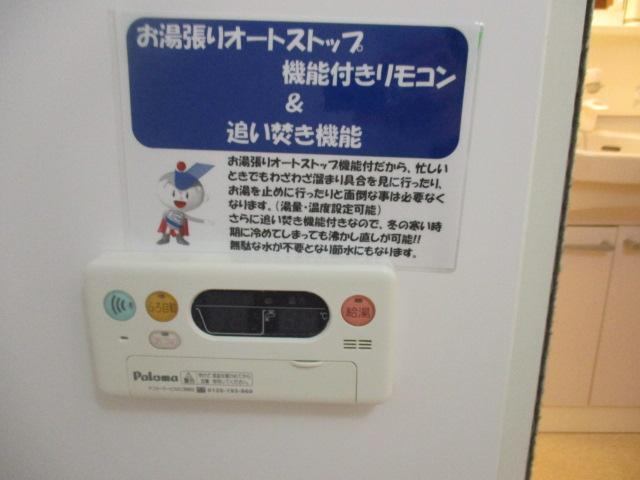 お湯張りオートストップ
機能付きリモコン
&
追い焚き機能
お湯張りオートストップ機能付だから、忙しい
ときでもわざわざ溜まり具合を見に行ったり、
お湯を止めに行ったりと面倒な事は必要なく
なります。(湯量・温度設定可能)
さらに追い焚き機能付きなので、冬の寒い時
期に冷めてしまっても沸かし直しが可能!!
無駄な水が不要となり節水にもなります。
ふろ自動
給湯
℃
℃
Paloma